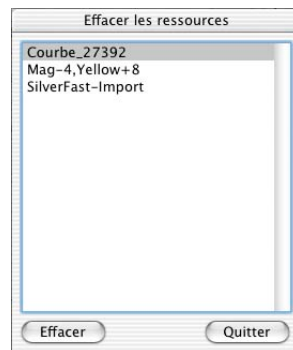 Effacer les ressources
Courbe_27392
Mag-4,Yellow+8
SilverFast-Import
Effacer
Quitter